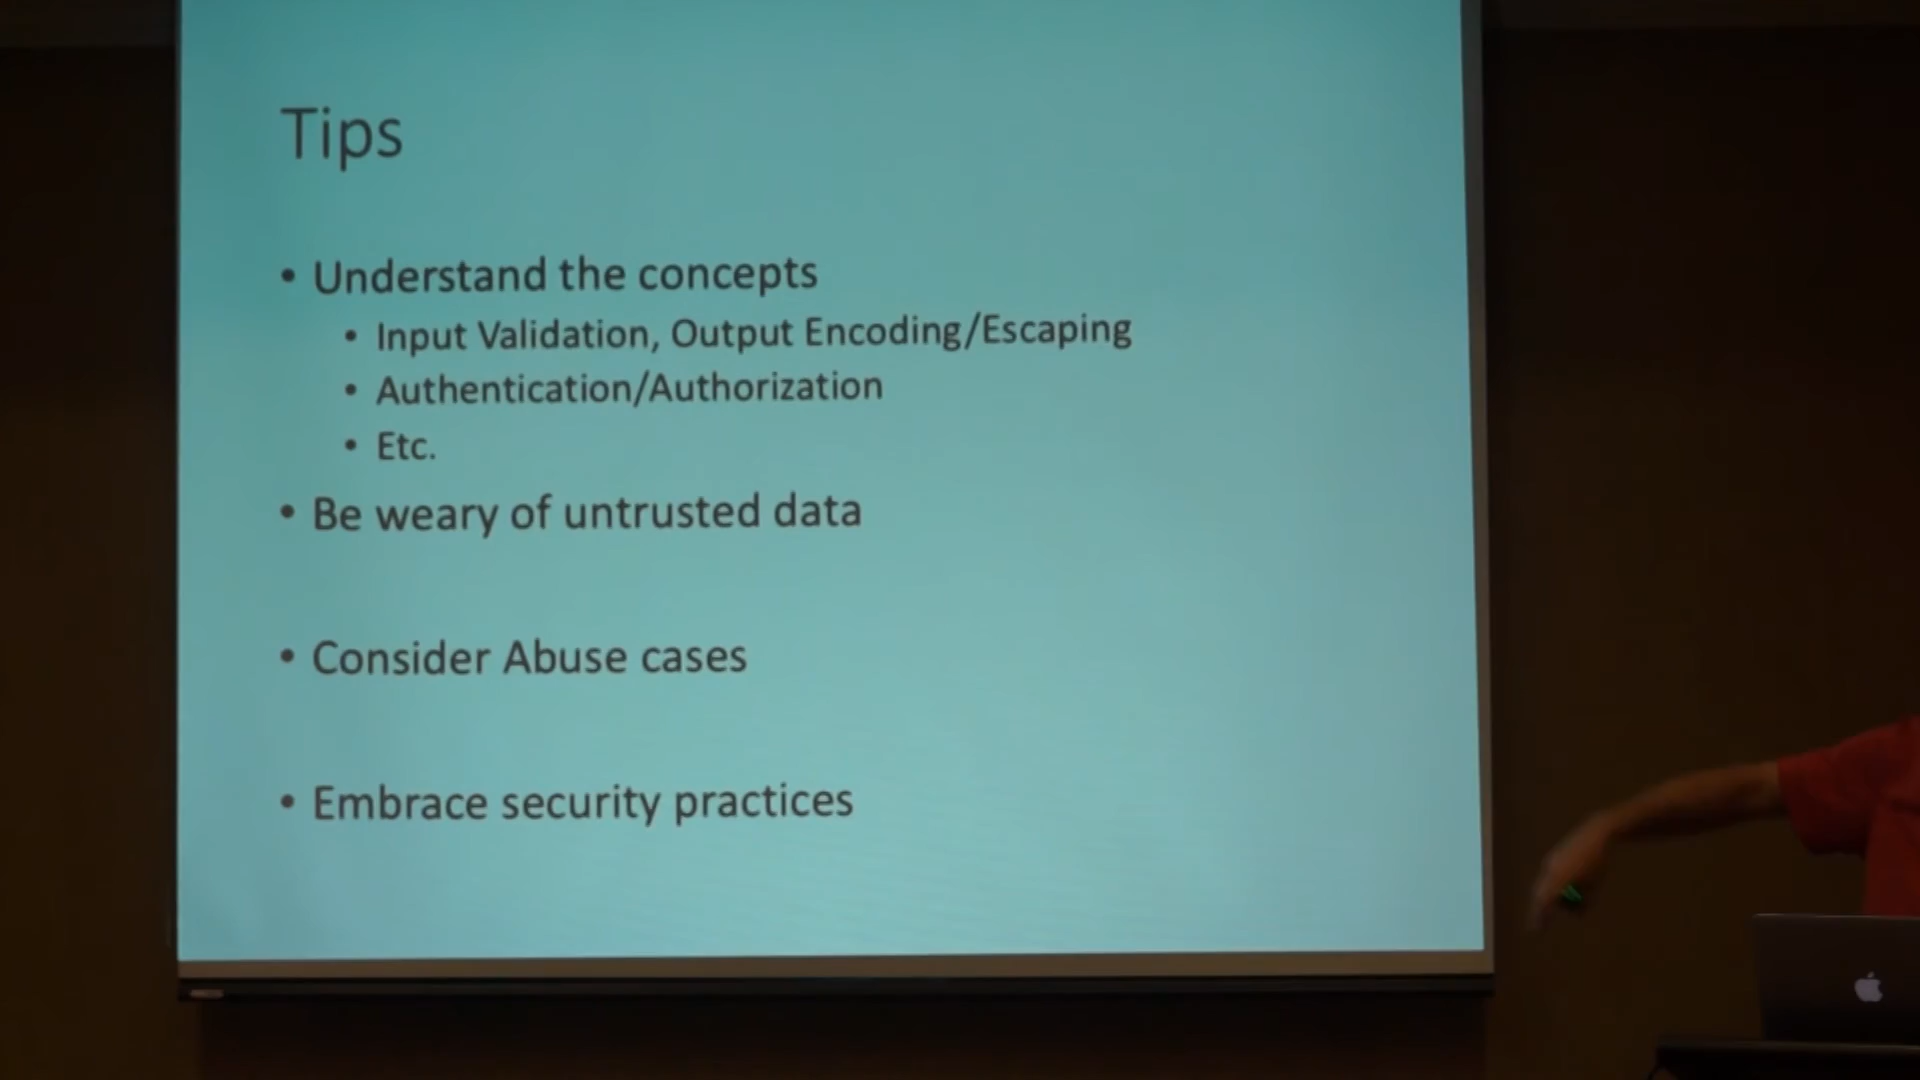 Tips
• Understand the concepts
• Input Validation, Output Encoding/Escaping
• Authentication/Authorization
• Etc.
• Be weary of untrusted data
• Consider Abuse cases
• Embrace security practices